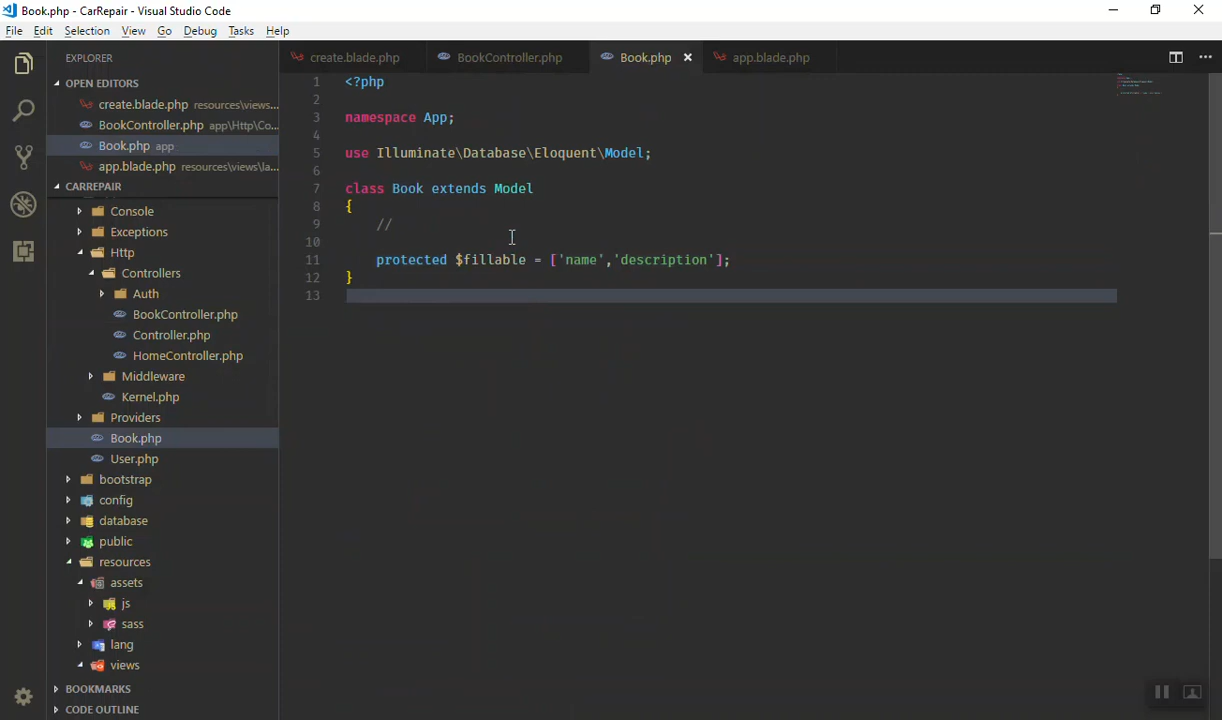 Book.php - CarRepair - Visual Studio Code
File Edit Selection View Go Debug Tasks Help
EXPLORER
OPEN EDITORS
create.blade.php resources\views...
BookController.php app\Http\Co...
Book.php app
app.blade.php resources\views\la...
CARREPAIR
Console
Exceptions
Http
Controllers
Auth
BookController.php
Controller.php
HomeController.php
Middleware
Kernel.php
Providers
Book.php
User.php
bootstrap
config
database
public
resources
assets
js
sass
lang
views
BOOKMARKS
CODE OUTLINE
create.blade.php BookController.php Book.php app.blade.php
1 <?php
2
3 namespace App;
4
5 use Illuminate\Database\Eloquent\Model;
6
7 class Book extends Model
8 {
9 //
10
11 protected $fillable = ['name','description'];
12 }
13